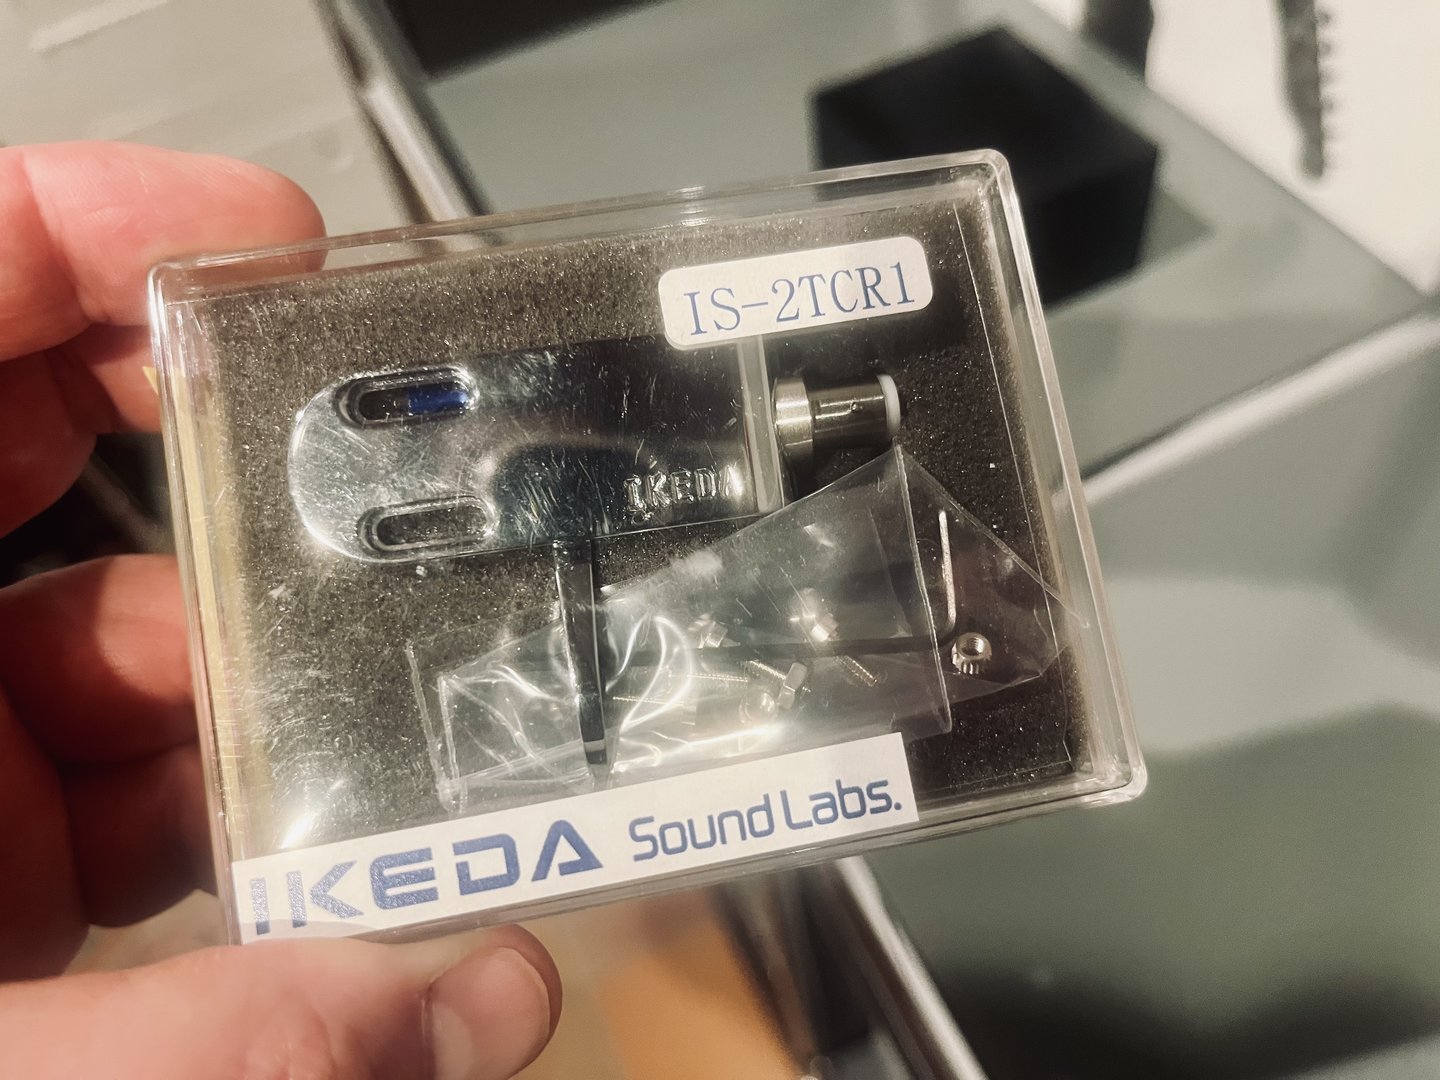 IS-2TCR1
IKEDA
IKEDA Sound Labs.